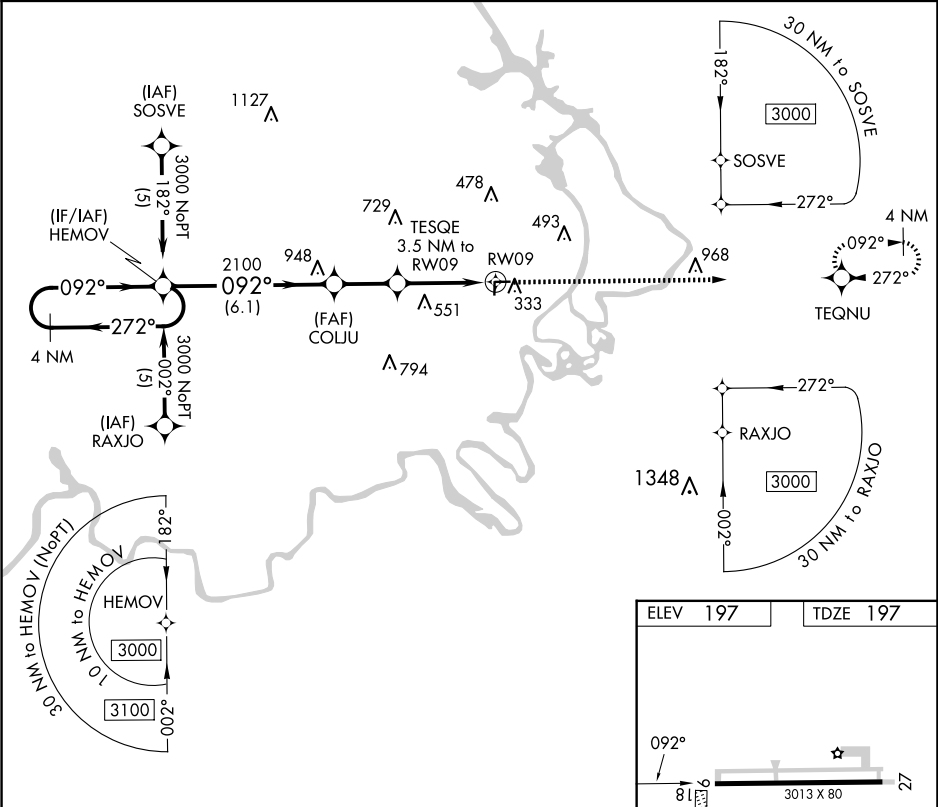 (IAF)
SOSVE
1127
3000 NoPT
182°
(5)
(IF/IAF)
HEMOV
092°
272°
4 NM
2100
092°
(6.1)
948
(FAF)
COLJU
729
TESQE
3.5 NM to
RW09
551
794
478
493
RW09
333
968
3000 NoPT
002°
(5)
(IAF)
RAXJO
30 NM to SOSVE
182°
3000
SOSVE
272°
4 NM
092°
272°
TEQNU
272°
RAXJO
3000
002°
30 NM to RAXJO
1348
30 NM to HEMOV (NoPT)
10 NM to HEMOV
182°
HEMOV
3000
3100
002°
ELEV 197
TDZE 197
092°
9
27
3013 X 80
18